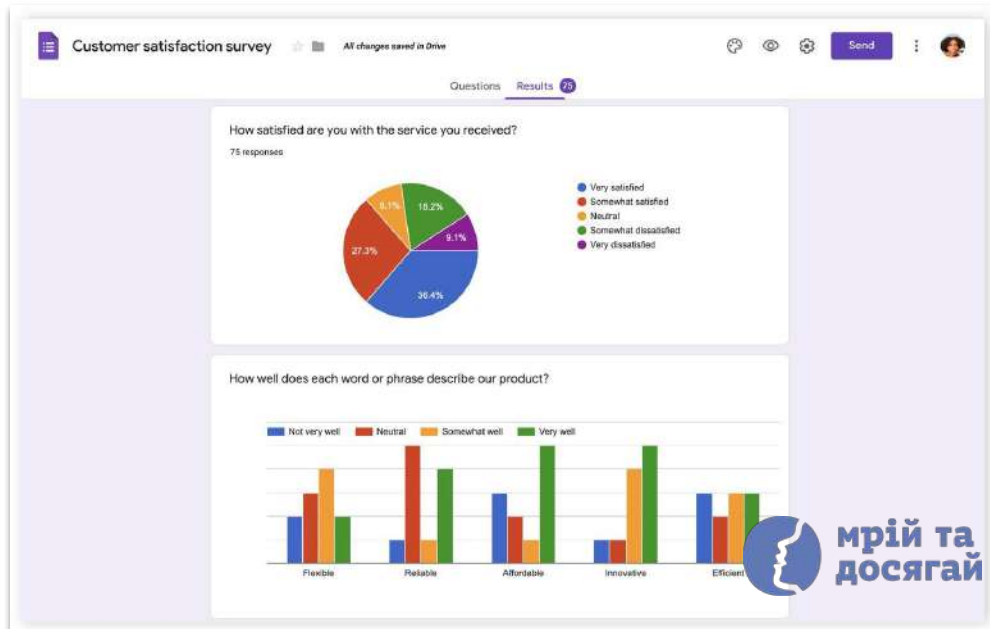 Customer satisfaction survey
All changes saved in Drive
Send
Questions
Results 75
How satisfied are you with the service you received?
75 responses
9.1%
18.2%
9.1%
27.3%
36.4%
Very satisfied
Somewhat satisfied
Neutral
Somewhat dissatisfied
Very dissatisfied
How well does each word or phrase describe our product?
Not very well
Neutral
Somewhat well
Very well
Flexible
Reliable
Affordable
Innovative
Efficient
мрій та
досягай